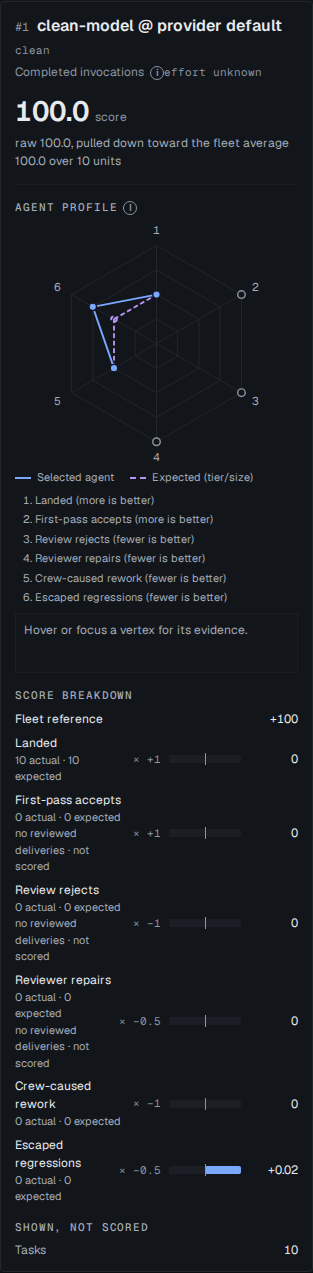 #1 clean-model @ provider default
clean
Completed invocations ⓘ effort unknown
100.0 score
raw 100.0, pulled down toward the fleet average
100.0 over 10 units
AGENT PROFILE ⓘ
1
6
2
5
3
4
Selected agent Expected (tier/size)
1. Landed (more is better)
2. First-pass accepts (more is better)
3. Review rejects (fewer is better)
4. Reviewer repairs (fewer is better)
5. Crew-caused rework (fewer is better)
6. Escaped regressions (fewer is better)
Hover or focus a vertex for its evidence.
SCORE BREAKDOWN
Fleet reference +100
Landed
10 actual · 10
expected
× +1 0
First-pass accepts
0 actual · 0 expected
no reviewed
deliveries · not
scored
× +1 0
Review rejects
0 actual · 0 expected
no reviewed
deliveries · not
scored
× −1 0
Reviewer repairs
0 actual · 0
expected
no reviewed
deliveries · not
scored
× −0.5 0
Crew-caused
rework
0 actual · 0 expected
× −1 0
Escaped
regressions
0 actual · 0
expected
× −0.5 +0.02
SHOWN, NOT SCORED
Tasks 10